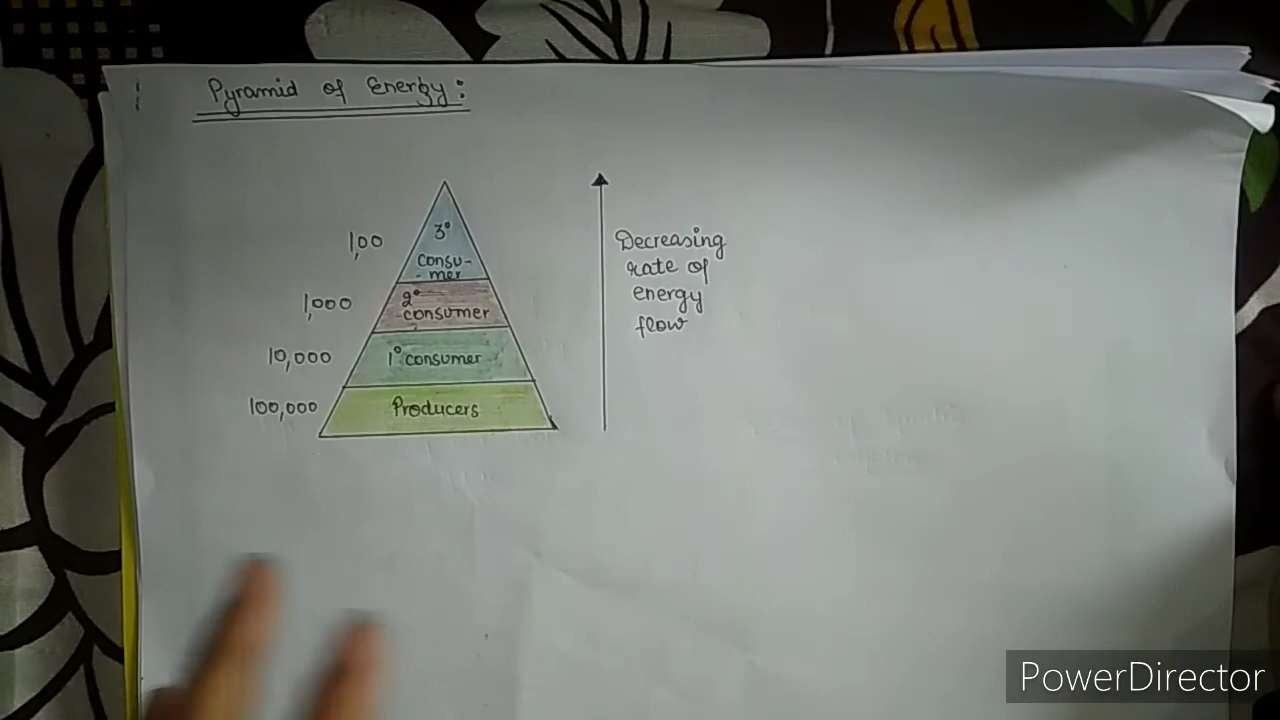 Pyramid of Energy:
1,00
3°
consu-
- mer
1,000
2°
consumer
10,000
1° consumer
100,000
Producers
Decreasing
rate of
energy
flow
PowerDirector